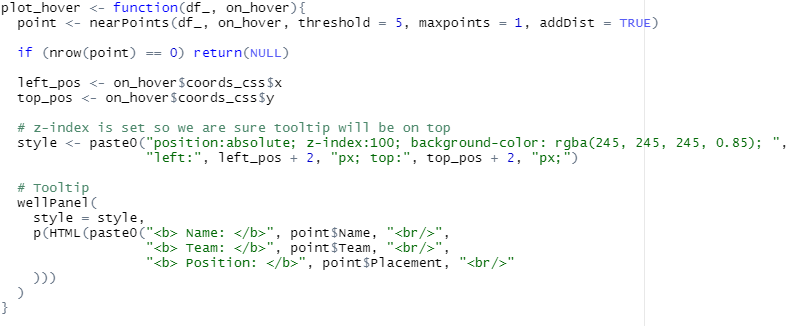 plot_hover <- function(df_, on_hover){
  point <- nearPoints(df_, on_hover, threshold = 5, maxpoints = 1, addDist = TRUE)

  if (nrow(point) == 0) return(NULL)

  left_pos <- on_hover$coords_css$x
  top_pos <- on_hover$coords_css$y

  # z-index is set so we are sure tooltip will be on top
  style <- paste0("position:absolute; z-index:100; background-color: rgba(245, 245, 245, 0.85); ",
                  "left:", left_pos + 2, "px; top:", top_pos + 2, "px;")

  # Tooltip
  wellPanel(
    style = style,
    p(HTML(paste0("<b> Name: </b>", point$Name, "<br/>",
                  "<b> Team: </b>", point$Team, "<br/>",
                  "<b> Position: </b>", point$Placement, "<br/>"
    )))
  )
}